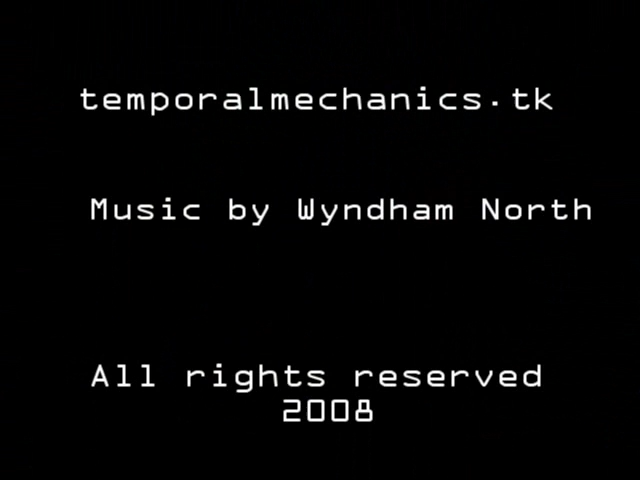 temporalmechanics.tk
Music by Wyndham North
All rights reserved
2008